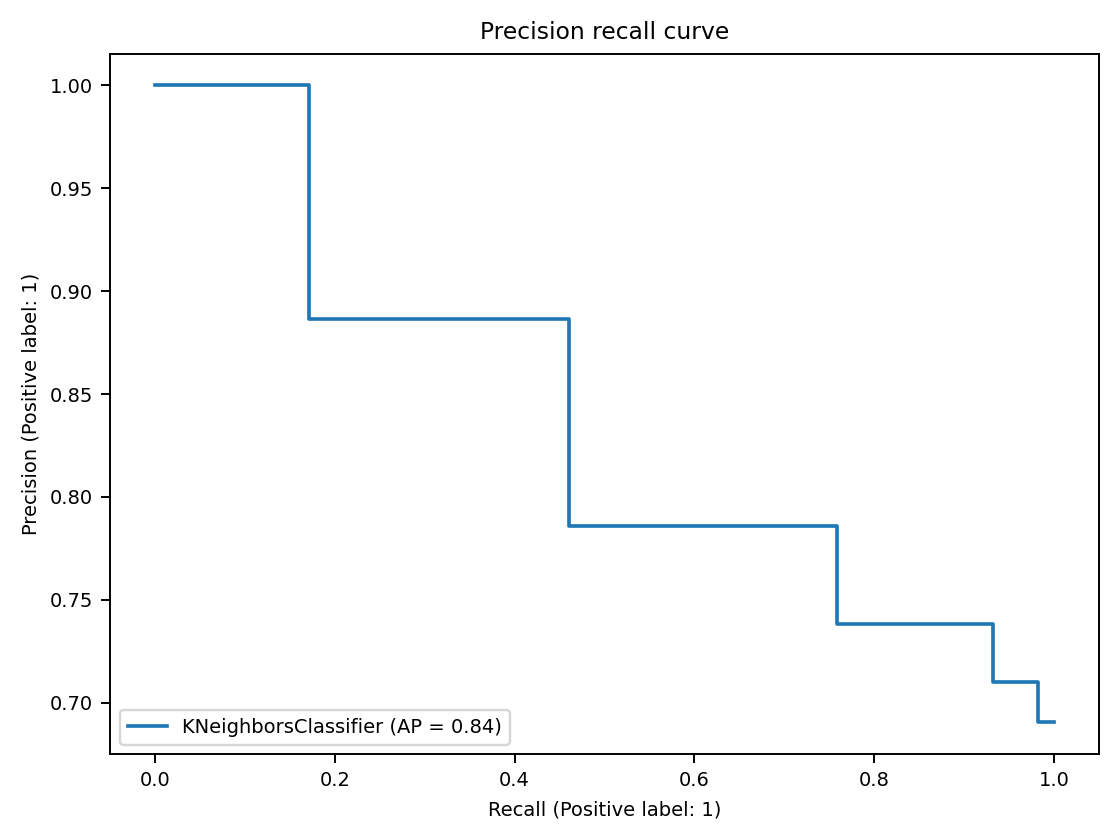 Precision recall curve
1.00
0.95
0.90
0.85
0.80
0.75
0.70
Precision (Positive label: 1)
KNeighborsClassifier (AP = 0.84)
0.0 0.2 0.4 0.6 0.8 1.0
Recall (Positive label: 1)